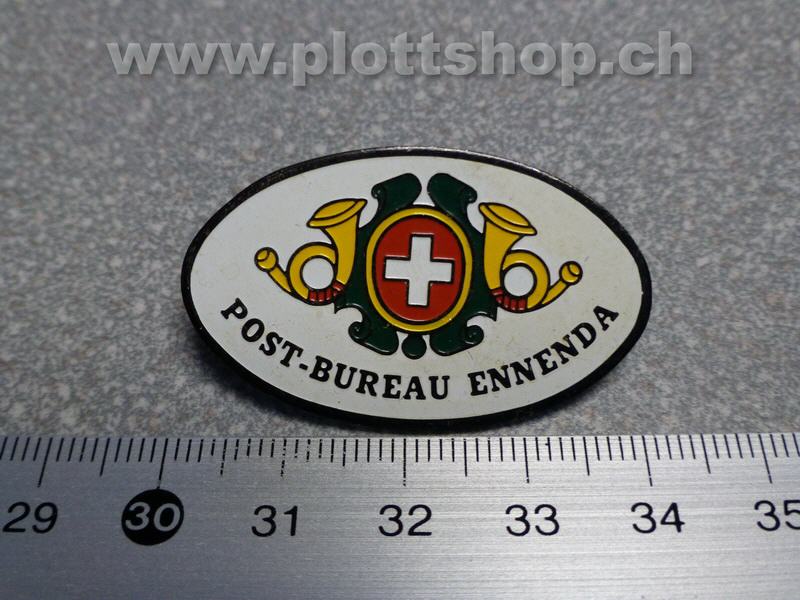 www.plottshop.ch
POST-BUREAU ENNENDA
29 30 31 32 33 34 35